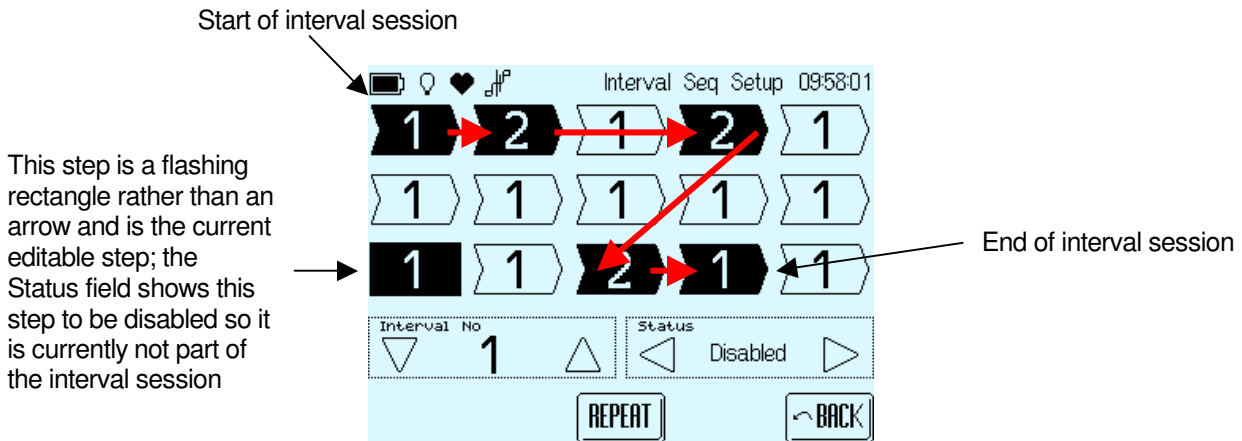 Start of interval session
Interval Seq Setup 09:58:01
1 2 1 2 1
This step is a flashing
rectangle rather than an
arrow and is the current
editable step; the
Status field shows this
step to be disabled so it
is currently not part of
the interval session
1 1 1 1 1
1 1 2 1 1
End of interval session
Interval No
1
Status
Disabled
REPEAT
BACK